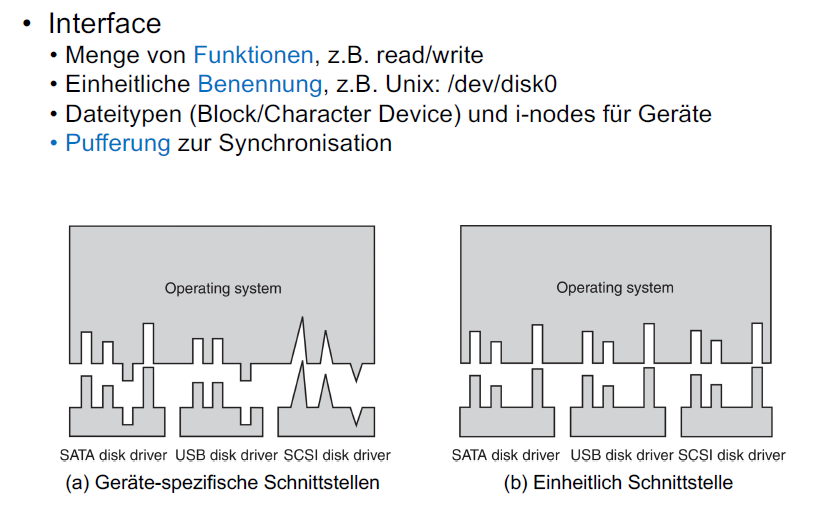 • Interface
• Menge von Funktionen, z.B. read/write
• Einheitliche Benennung, z.B. Unix: /dev/disk0
• Dateitypen (Block/Character Device) und i-nodes für Geräte
• Pufferung zur Synchronisation
Operating system
SATA disk driver USB disk driver SCSI disk driver
(a) Geräte-spezifische Schnittstellen
Operating system
SATA disk driver USB disk driver SCSI disk driver
(b) Einheitlich Schnittstelle